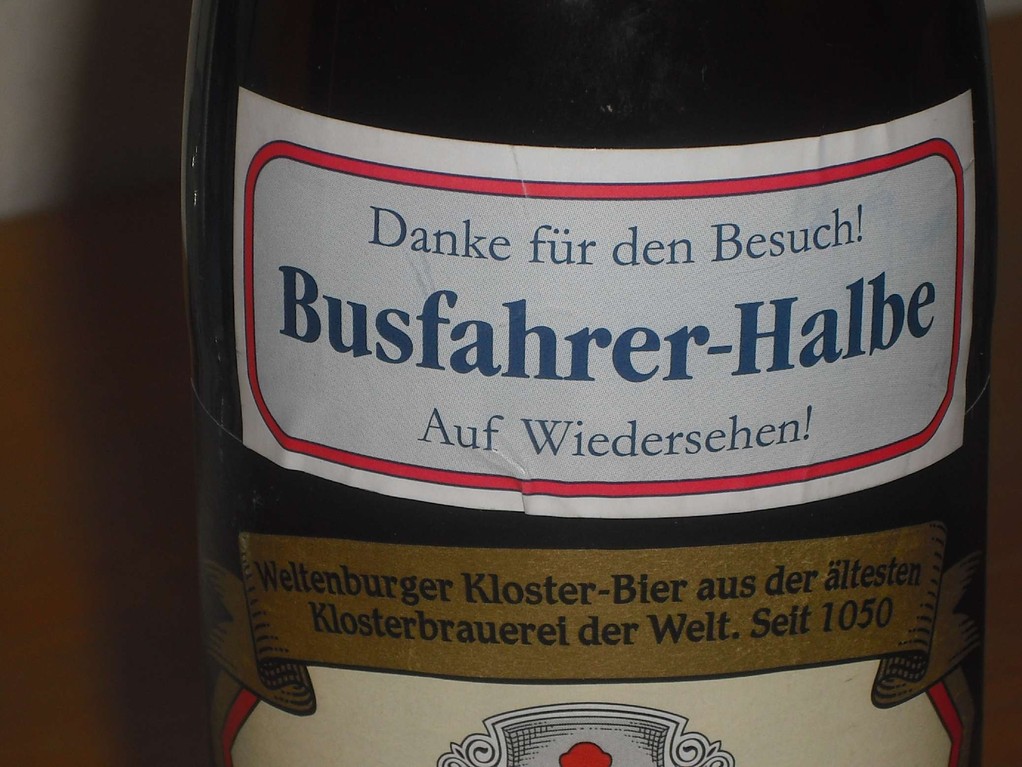 Danke für den Besuch!
Busfahrer-Halbe
Auf Wiedersehen!
Weltenburger Kloster-Bier aus der ältesten
Klosterbrauerei der Welt. Seit 1050